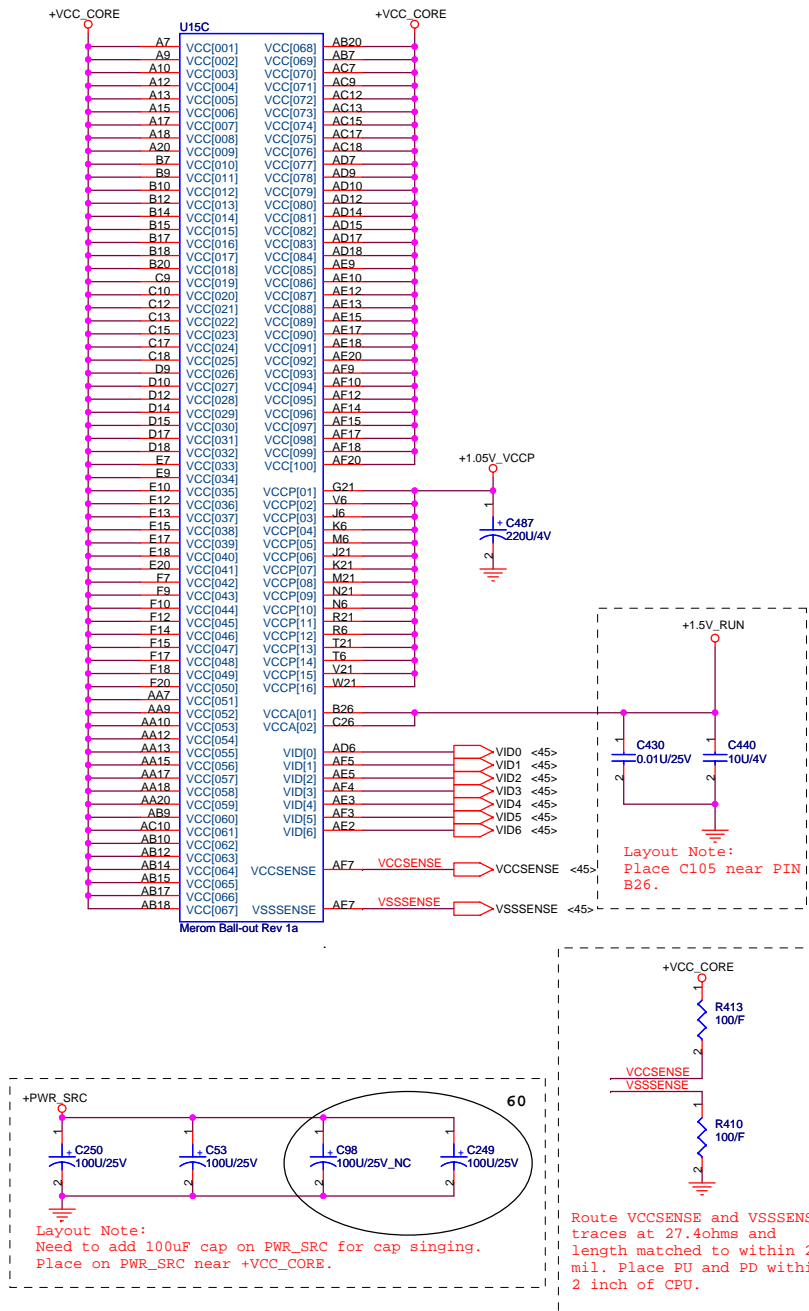 +VCC_CORE
+VCC_CORE
U15C
A7 VCC[001] VCC[068] AB20
A9 VCC[002] VCC[069] AB7
A10 VCC[003] VCC[070] AC7
A12 VCC[004] VCC[071] AC9
A13 VCC[005] VCC[072] AC12
A15 VCC[006] VCC[073] AC13
A17 VCC[007] VCC[074] AC15
A18 VCC[008] VCC[075] AC17
A20 VCC[009] VCC[076] AC18
B7 VCC[010] VCC[077] AD7
B9 VCC[011] VCC[078] AD9
B10 VCC[012] VCC[079] AD10
B12 VCC[013] VCC[080] AD12
B14 VCC[014] VCC[081] AD14
B15 VCC[015] VCC[082] AD15
B17 VCC[016] VCC[083] AD17
B18 VCC[017] VCC[084] AD18
B20 VCC[018] VCC[085] AE9
C9 VCC[019] VCC[086] AE10
C10 VCC[020] VCC[087] AE12
C12 VCC[021] VCC[088] AE13
C13 VCC[022] VCC[089] AE15
C15 VCC[023] VCC[090] AE17
C17 VCC[024] VCC[091] AE18
C18 VCC[025] VCC[092] AE20
D9 VCC[026] VCC[093] AF9
D10 VCC[027] VCC[094] AF10
D12 VCC[028] VCC[095] AF12
D14 VCC[029] VCC[096] AF14
D15 VCC[030] VCC[097] AF15
D17 VCC[031] VCC[098] AF17
D18 VCC[032] VCC[099] AF18
E7 VCC[033] VCC[100] AF20
E9 VCC[034]
E10 VCC[035] VCCP[01] G21
E12 VCC[036] VCCP[02] V6
E13 VCC[037] VCCP[03] J6
E15 VCC[038] VCCP[04] K6
E17 VCC[039] VCCP[05] M6
E18 VCC[040] VCCP[06] J21
E20 VCC[041] VCCP[07] K21
F7 VCC[042] VCCP[08] M21
F9 VCC[043] VCCP[09] N21
F10 VCC[044] VCCP[10] N6
F12 VCC[045] VCCP[11] R21
F14 VCC[046] VCCP[12] R6
F15 VCC[047] VCCP[13] T21
F17 VCC[048] VCCP[14] T6
F18 VCC[049] VCCP[15] V21
F20 VCC[050] VCCP[16] W21
AA7 VCC[051]
AA9 VCC[052] VCCA[01] B26
AA10 VCC[053] VCCA[02] C26
AA12 VCC[054]
AA13 VCC[055] VID[0] AD6 VID0 <45>
AA15 VCC[056] VID[1] AF5 VID1 <45>
AA17 VCC[057] VID[2] AE5 VID2 <45>
AA18 VCC[058] VID[3] AF4 VID3 <45>
AA20 VCC[059] VID[4] AE3 VID4 <45>
AB9 VCC[060] VID[5] AF3 VID5 <45>
AC10 VCC[061] VID[6] AE2 VID6 <45>
AB10 VCC[062]
AB12 VCC[063]
AB14 VCC[064] VCCSENSE AF7 VCCSENSE VCCSENSE <45>
AB15 VCC[065]
AB17 VCC[066]
AB18 VCC[067] VSSSENSE AE7 VSSSENSE VSSSENSE <45>
Merom Ball-out Rev 1a
+1.05V_VCCP
1
+ C487
220U/4V
2
+1.5V_RUN
1 1
C430 C440
0.01U/25V 10U/4V
2 2
Layout Note:
Place C105 near PIN
B26.
+PWR_SRC
60
1 1 1 1
+ C250 + C53 + C98 + C249
100U/25V 100U/25V 100U/25V_NC 100U/25V
2 2 2 2
Layout Note:
Need to add 100uF cap on PWR_SRC for cap singing.
Place on PWR_SRC near +VCC_CORE.
+VCC_CORE
1
R413
100/F
2
VCCSENSE
VSSSENSE
1
R410
100/F
2
Route VCCSENSE and VSSSENS
traces at 27.4ohms and
length matched to within 2
mil. Place PU and PD withi
2 inch of CPU.